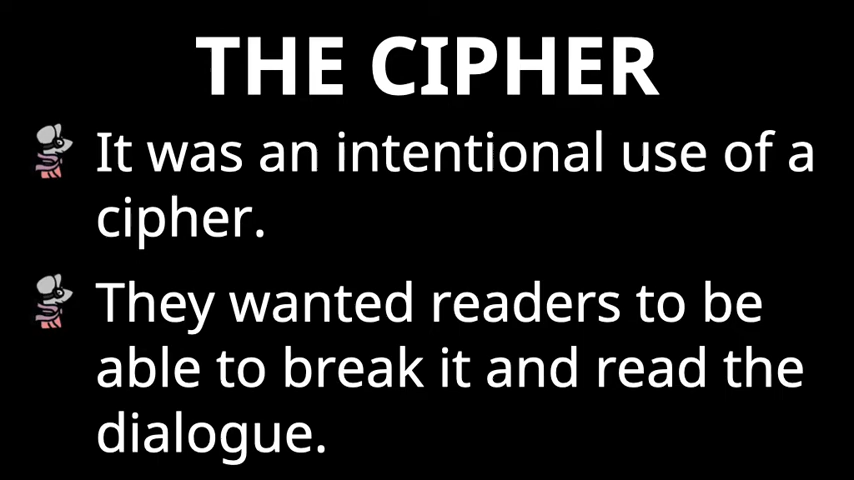 THE CIPHER
It was an intentional use of a
cipher.
They wanted readers to be
able to break it and read the
dialogue.